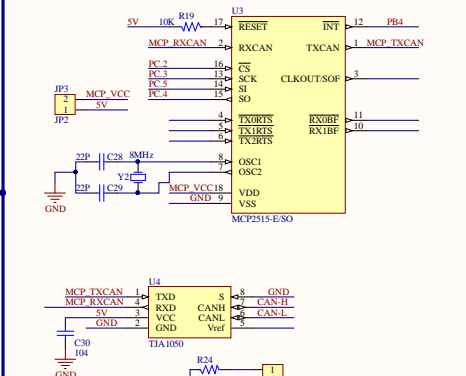 U3
5V 10K R19 17 RESET INT 12 PB4
MCP_RXCAN 2 RXCAN TXCAN 1 MCP_TXCAN
PC.2 16 CS CLKOUT/SOF 3
PC.3 13 SCK
PC.5 14 SI
PC.4 15 SO
JP3
2 MCP_VCC
1 5V
JP2
4 TX0RTS RX0BF 11
5 TX1RTS RX1BF 10
6 TX2RTS
22P C28 8MHz 8 OSC1
Y2 7 OSC2
22P C29 MCP_VCC 18 VDD
GND 9 VSS
GND
MCP2515-E/SO
U4
MCP_TXCAN 1 TXD S 8 GND
MCP_RXCAN 4 RXD CANH 7 CAN-H
5V 3 VCC CANL 6 CAN-L
GND 2 GND Vref 5
C30
104
TJA1050
GND
R24
1